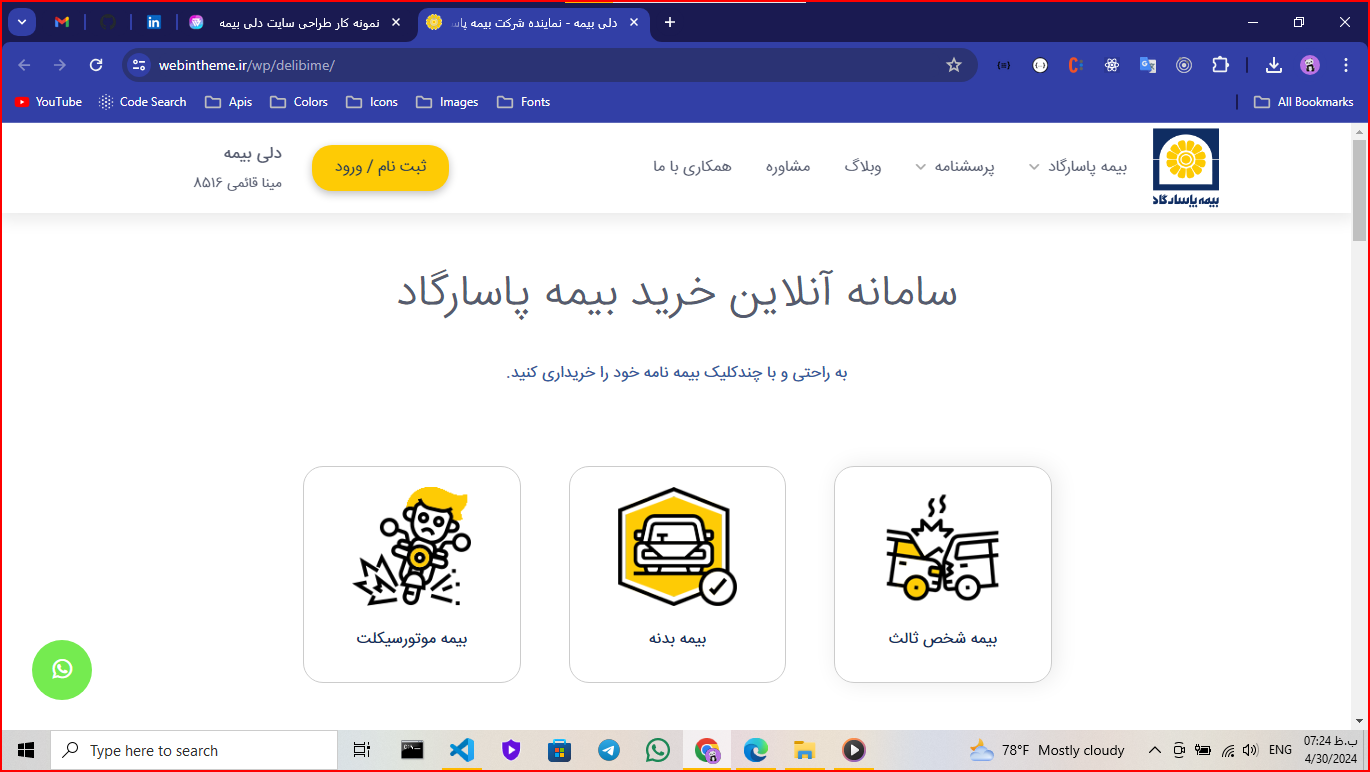 نمونه کار طراحی سایت دلی بیمه
دلی بیمه - نماینده شرکت بیمه پاسا
webintheme.ir/wp/delibime/
YouTube
Code Search
Apis
Colors
Icons
Images
Fonts
All Bookmarks
بیمه پاسارگاد
بیمه پاسارگاد
پرسشنامه
وبلاگ
مشاوره
همکاری با ما
ثبت نام / ورود
دلی بیمه
مینا قائمی ۸۵۱۶
سامانه آنلاین خرید بیمه پاسارگاد
به راحتی و با چندکلیک بیمه نامه خود را خریداری کنید.
بیمه شخص ثالث
بیمه بدنه
بیمه موتورسیکلت
Type here to search
78°F Mostly cloudy
ENG
07:24 ب.ظ
4/30/2024